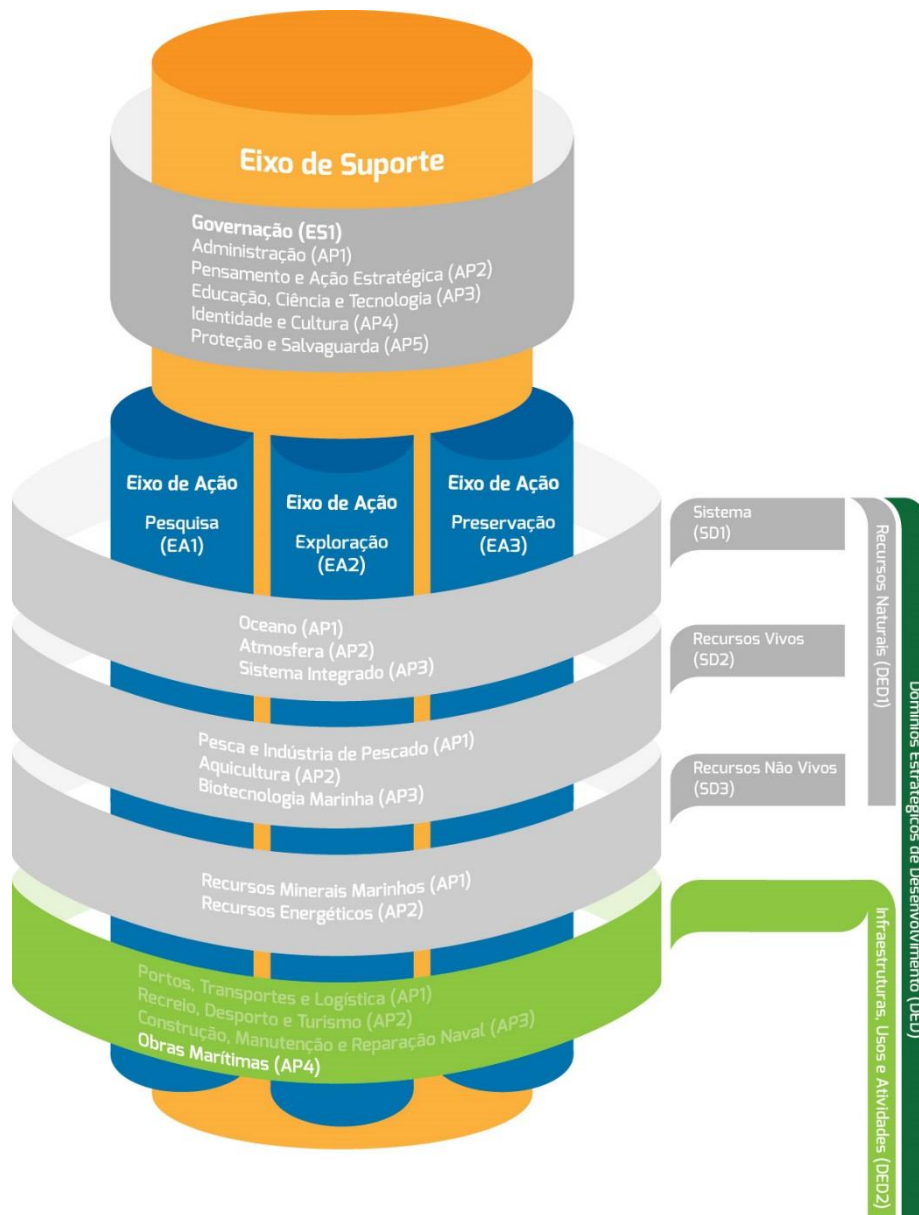 Eixo de Suporte
Governação (ES1)
Administração (AP1)
Pensamento e Ação Estratégica (AP2)
Educação, Ciência e Tecnologia (AP3)
Identidade e Cultura (AP4)
Proteção e Salvaguarda (AP5)
Eixo de Ação
Pesquisa
(EA1)
Eixo de Ação
Exploração
(EA2)
Eixo de Ação
Preservação
(EA3)
Oceano (AP1)
Atmosfera (AP2)
Sistema Integrado (AP3)
Pesca e Indústria de Pescado (AP1)
Aquicultura (AP2)
Biotecnologia Marinha (AP3)
Recursos Minerais Marinhos (AP1)
Recursos Energéticos (AP2)
Portos, Transportes e Logística (AP1)
Recreio, Desporto e Turismo (AP2)
Construção, Manutenção e Reparação Naval (AP3)
Obras Marítimas (AP4)
Sistema
(SD1)
Recursos Vivos
(SD2)
Recursos Não Vivos
(SD3)
Recursos Naturais (DED1)
Infraestruturas, Usos e Atividades (DED2)
Domínios Estratégicos de Desenvolvimento (DED)